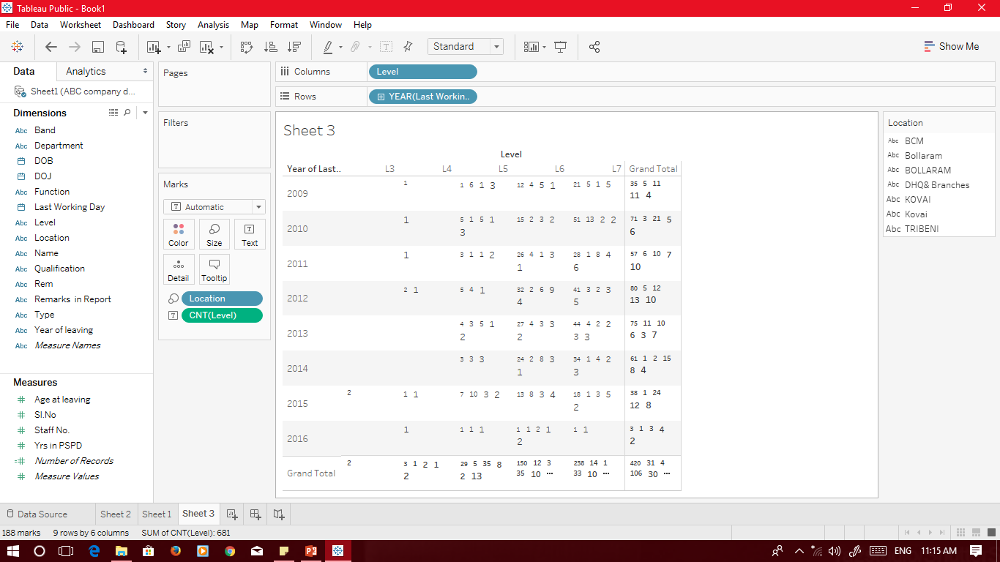 Tableau Public - Book1
File Data Worksheet Dashboard Story Analysis Map Format Window Help
Standard
Show Me
Data Analytics
Sheet1 (ABC company d...
Dimensions
Abc Band
Abc Department
DOB
DOJ
Abc Function
Last Working Day
Abc Level
Abc Location
Abc Name
Abc Qualification
Abc Rem
Abc Remarks in Report
Abc Type
Abc Year of leaving
Abc Measure Names
Measures
# Age at leaving
# Sl.No
# Staff No.
# Yrs in PSPD
=# Number of Records
# Measure Values
Pages
Filters
Marks
T Automatic
Color Size Text
Detail Tooltip
Location
T CNT(Level)
Columns Level
Rows YEAR(Last Workin..
Sheet 3
Level
Year of Last.. L3 L4 L5 L6 L7 Grand Total
2009 1 1 6 1 3 12 4 5 1 21 5 1 5 35 5 11
11 4
2010 1 5 1 5 1 15 2 3 2 51 13 2 2 71 3 21 5
3 6
2011 1 3 1 1 2 26 4 1 3 28 1 8 4 57 6 10 7
1 6 10
2012 2 1 5 4 1 32 2 6 9 41 3 2 3 80 5 12
4 5 13 10
2013 4 3 5 1 27 4 3 3 44 4 2 2 75 11 10
2 2 3 3 6 3 7
2014 3 3 3 24 2 8 3 34 1 4 2 61 1 2 15
1 3 8 4
2015 2 1 1 7 10 3 2 13 8 3 4 18 1 3 5 38 1 24
2 12 8
2016 1 1 1 1 1 1 2 1 1 1 3 1 3 4
2 2
Grand Total 2 3 1 2 1 29 5 35 8 150 12 3 238 14 1 420 31 4
2 2 13 35 10 ··· 33 10 ··· 106 30 ···
Location
Abc BCM
Abc Bollaram
Abc BOLLARAM
Abc DHQ& Branches
Abc KOVAI
Abc Kovai
Abc TRIBENI
Data Source Sheet 2 Sheet 1 Sheet 3
188 marks 9 rows by 6 columns SUM of CNT(Level): 681
ENG 11:15 AM